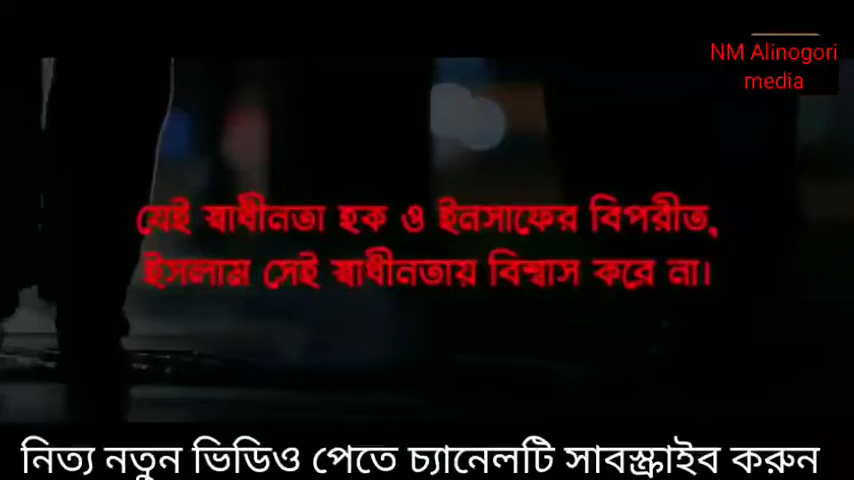 NM Alinogori
media
যেই স্বাধীনতা হক ও ইনসাফের বিপরীত,
ইসলাম সেই স্বাধীনতায় বিশ্বাস করে না।
নিত্য নতুন ভিডিও পেতে চ্যানেলটি সাবস্ক্রাইব করুন